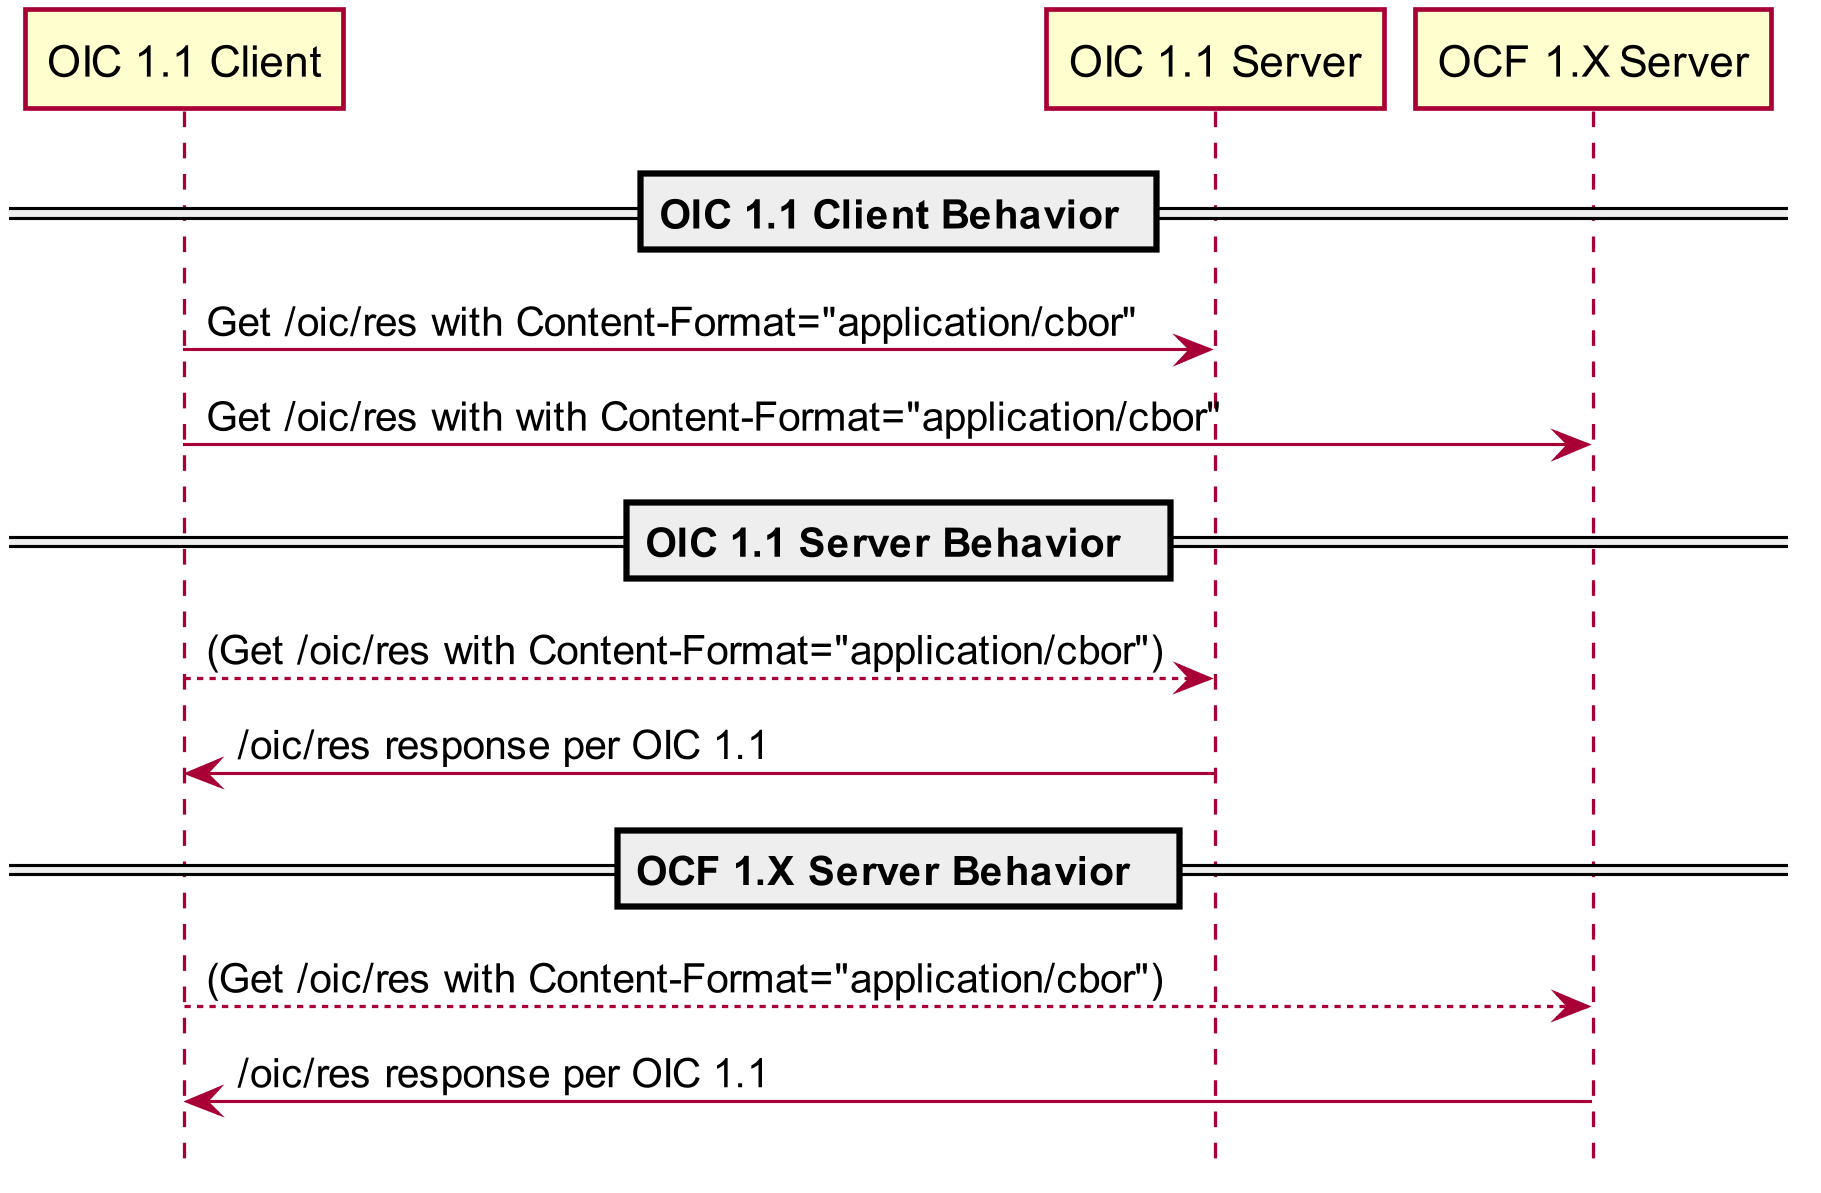 OIC 1.1 Client
OIC 1.1 Server
OCF 1.X Server
OIC 1.1 Client Behavior
Get /oic/res with Content-Format="application/cbor"
Get /oic/res with with Content-Format="application/cbor"
OIC 1.1 Server Behavior
(Get /oic/res with Content-Format="application/cbor")
/oic/res response per OIC 1.1
OCF 1.X Server Behavior
(Get /oic/res with Content-Format="application/cbor")
/oic/res response per OIC 1.1